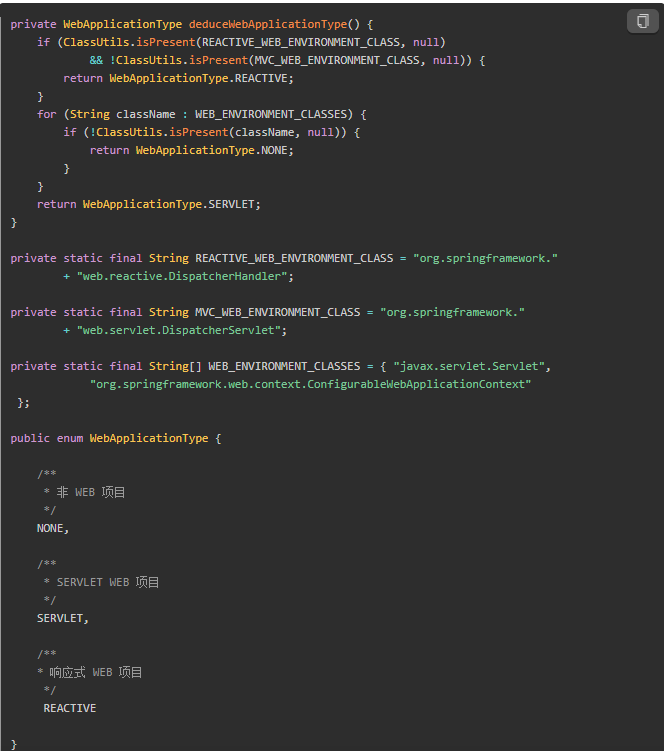 private WebApplicationType deduceWebApplicationType() {
    if (ClassUtils.isPresent(REACTIVE_WEB_ENVIRONMENT_CLASS, null)
            && !ClassUtils.isPresent(MVC_WEB_ENVIRONMENT_CLASS, null)) {
        return WebApplicationType.REACTIVE;
    }
    for (String className : WEB_ENVIRONMENT_CLASSES) {
        if (!ClassUtils.isPresent(className, null)) {
            return WebApplicationType.NONE;
        }
    }
    return WebApplicationType.SERVLET;
}
private static final String REACTIVE_WEB_ENVIRONMENT_CLASS = "org.springframework."
        + "web.reactive.DispatcherHandler";
private static final String MVC_WEB_ENVIRONMENT_CLASS = "org.springframework."
        + "web.servlet.DispatcherServlet";
private static final String[] WEB_ENVIRONMENT_CLASSES = { "javax.servlet.Servlet",
            "org.springframework.web.context.ConfigurableWebApplicationContext"
 };
public enum WebApplicationType {
    /**
     * 非 WEB 项目
     */
    NONE,
    /**
     * SERVLET WEB 项目
     */
    SERVLET,
    /**
    * 响应式 WEB 项目
     */
     REACTIVE
}